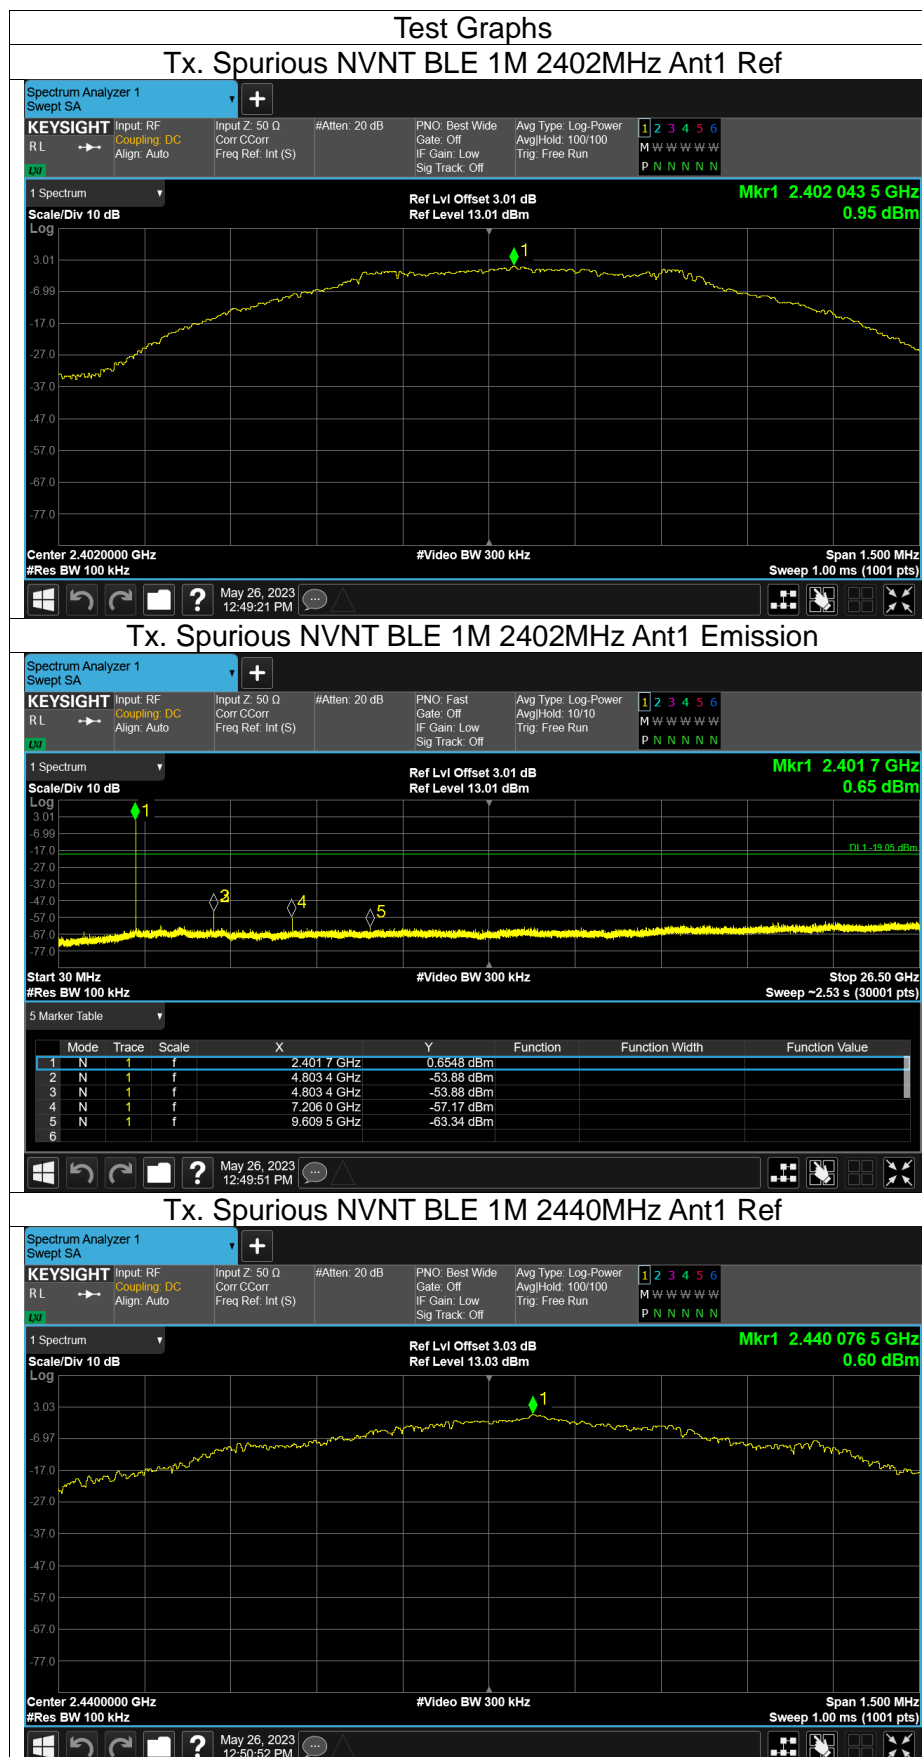 Test Graphs
Tx. Spurious NVNT BLE 1M 2402MHz Ant1 Ref
Spectrum Analyzer 1
Swept SA
+
KEYSIGHT Input: RF Input Z: 50 Ω #Atten: 20 dB PNO: Best Wide Avg Type: Log-Power 1 2 3 4 5 6
RL Coupling: DC Corr CCorr Gate: Off Avg|Hold: 100/100 M W W W W W
Align: Auto Freq Ref: Int (S) IF Gain: Low Trig: Free Run
LXI Sig Track: Off P N N N N N
1 Spectrum Ref Lvl Offset 3.01 dB Mkr1 2.402 043 5 GHz
Scale/Div 10 dB Ref Level 13.01 dBm 0.95 dBm
Log
1
3.01
-6.99
-17.0
-27.0
-37.0
-47.0
-57.0
-67.0
-77.0
Center 2.4020000 GHz #Video BW 300 kHz Span 1.500 MHz
#Res BW 100 kHz Sweep 1.00 ms (1001 pts)
? May 26, 2023
12:49:21 PM
Tx. Spurious NVNT BLE 1M 2402MHz Ant1 Emission
Spectrum Analyzer 1
Swept SA
+
KEYSIGHT Input: RF Input Z: 50 Ω #Atten: 20 dB PNO: Fast Avg Type: Log-Power 1 2 3 4 5 6
RL Coupling: DC Corr CCorr Gate: Off Avg|Hold: 10/10 M W W W W W
Align: Auto Freq Ref: Int (S) IF Gain: Low Trig: Free Run
LXI Sig Track: Off P N N N N N
1 Spectrum Ref Lvl Offset 3.01 dB Mkr1 2.401 7 GHz
Scale/Div 10 dB Ref Level 13.01 dBm 0.65 dBm
Log
1
3.01
-6.99
-17.0 DL1 -19.05 dBm
-27.0
-37.0
-47.0 3 4
-57.0 5
-67.0
-77.0
Start 30 MHz #Video BW 300 kHz Stop 26.50 GHz
#Res BW 100 kHz Sweep ~2.53 s (30001 pts)
5 Marker Table
Mode Trace Scale X Y Function Function Width Function Value
1 N 1 f 2.401 7 GHz 0.6548 dBm
2 N 1 f 4.803 4 GHz -53.88 dBm
3 N 1 f 4.803 4 GHz -53.88 dBm
4 N 1 f 7.206 0 GHz -57.17 dBm
5 N 1 f 9.609 5 GHz -63.34 dBm
6
? May 26, 2023
12:49:51 PM
Tx. Spurious NVNT BLE 1M 2440MHz Ant1 Ref
Spectrum Analyzer 1
Swept SA
+
KEYSIGHT Input: RF Input Z: 50 Ω #Atten: 20 dB PNO: Best Wide Avg Type: Log-Power 1 2 3 4 5 6
RL Coupling: DC Corr CCorr Gate: Off Avg|Hold: 100/100 M W W W W W
Align: Auto Freq Ref: Int (S) IF Gain: Low Trig: Free Run
LXI Sig Track: Off P N N N N N
1 Spectrum Ref Lvl Offset 3.03 dB Mkr1 2.440 076 5 GHz
Scale/Div 10 dB Ref Level 13.03 dBm 0.60 dBm
Log
1
3.03
-6.97
-17.0
-27.0
-37.0
-47.0
-57.0
-67.0
-77.0
Center 2.4400000 GHz #Video BW 300 kHz Span 1.500 MHz
#Res BW 100 kHz Sweep 1.00 ms (1001 pts)
? May 26, 2023
12:50:52 PM